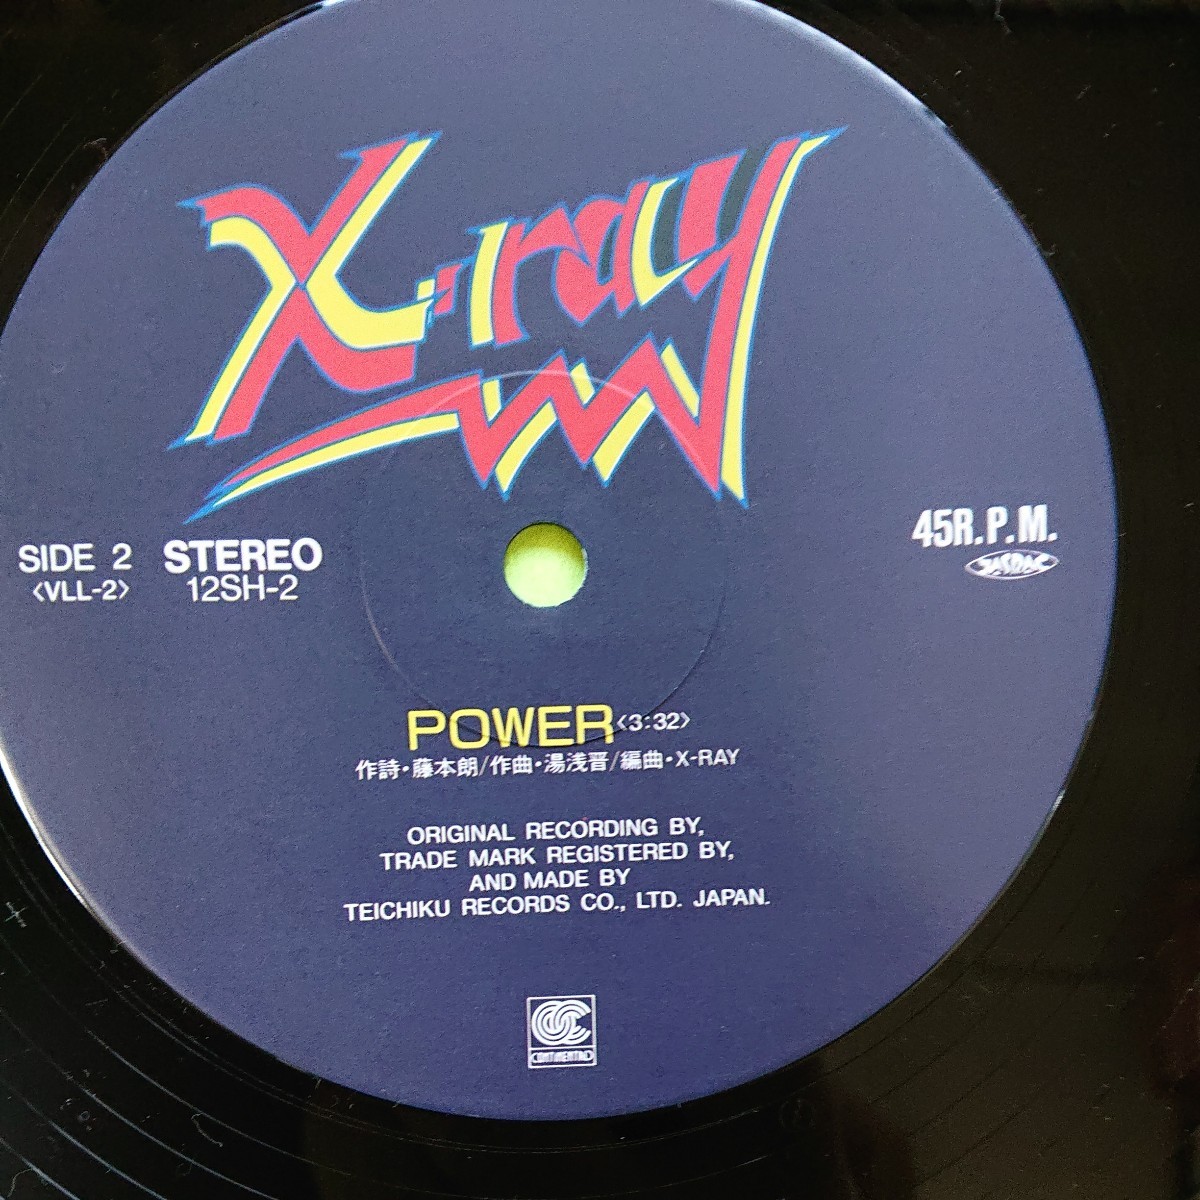 X-ray
SIDE 2 STEREO 45R.P.M.
<VLL-2> 12SH-2 JASRAC
POWER <3:32>
作詩・藤本朗/作曲・湯浅晋/編曲・X-RAY
ORIGINAL RECORDING BY,
TRADE MARK REGISTERED BY,
AND MADE BY
TEICHIKU RECORDS CO., LTD. JAPAN.
CONTINENTAL